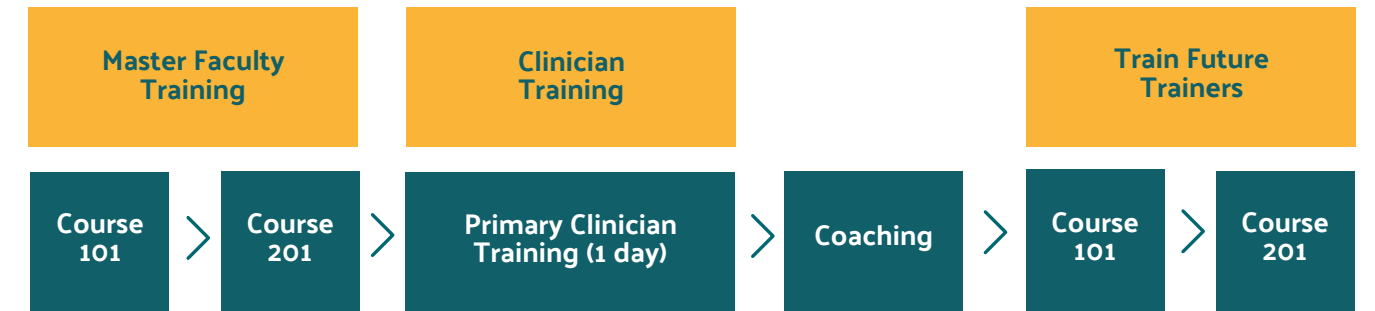 Master Faculty
Training
Clinician
Training
Train Future
Trainers
Course
101
Course
201
Primary Clinician
Training (1 day)
Coaching
Course
101
Course
201